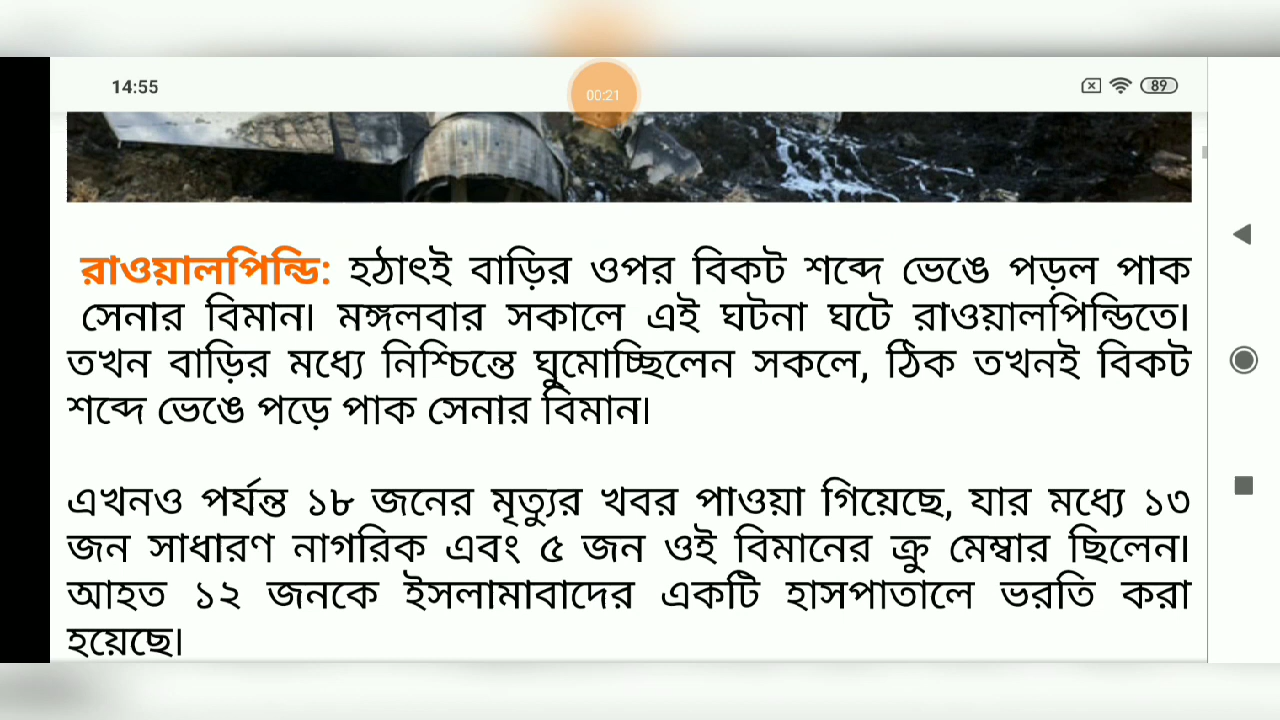 14:55
00:21
89
রাওয়ালপিন্ডি: হঠাৎই বাড়ির ওপর বিকট শব্দে ভেঙে পড়ল পাক
সেনার বিমান। মঙ্গলবার সকালে এই ঘটনা ঘটে রাওয়ালপিন্ডিতে।
তখন বাড়ির মধ্যে নিশ্চিন্তে ঘুমোচ্ছিলেন সকলে, ঠিক তখনই বিকট
শব্দে ভেঙে পড়ে পাক সেনার বিমান।
এখনও পর্যন্ত ১৮ জনের মৃত্যুর খবর পাওয়া গিয়েছে, যার মধ্যে ১৩
জন সাধারণ নাগরিক এবং ৫ জন ওই বিমানের ক্রু মেম্বার ছিলেন।
আহত ১২ জনকে ইসলামাবাদের একটি হাসপাতালে ভরতি করা
হয়েছে।